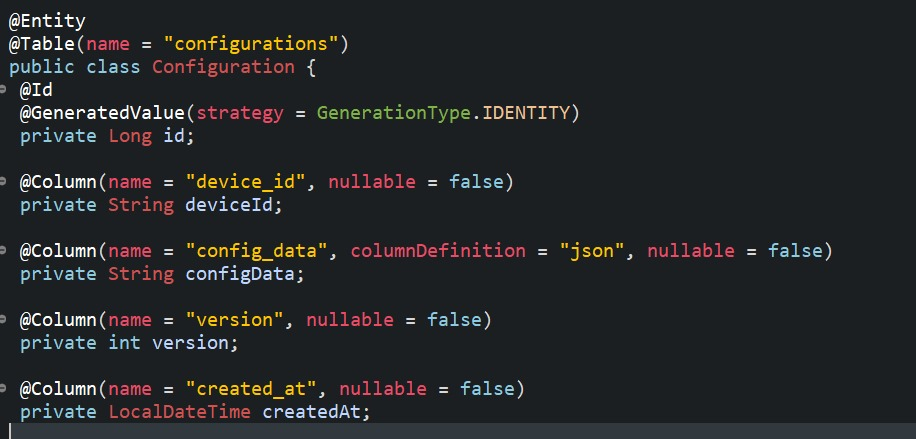 @Entity
@Table(name = "configurations")
public class Configuration {
@Id
@GeneratedValue(strategy = GenerationType.IDENTITY)
private Long id;
@Column(name = "device_id", nullable = false)
private String deviceId;
@Column(name = "config_data", columnDefinition = "json", nullable = false)
private String configData;
@Column(name = "version", nullable = false)
private int version;
@Column(name = "created_at", nullable = false)
private LocalDateTime createdAt;